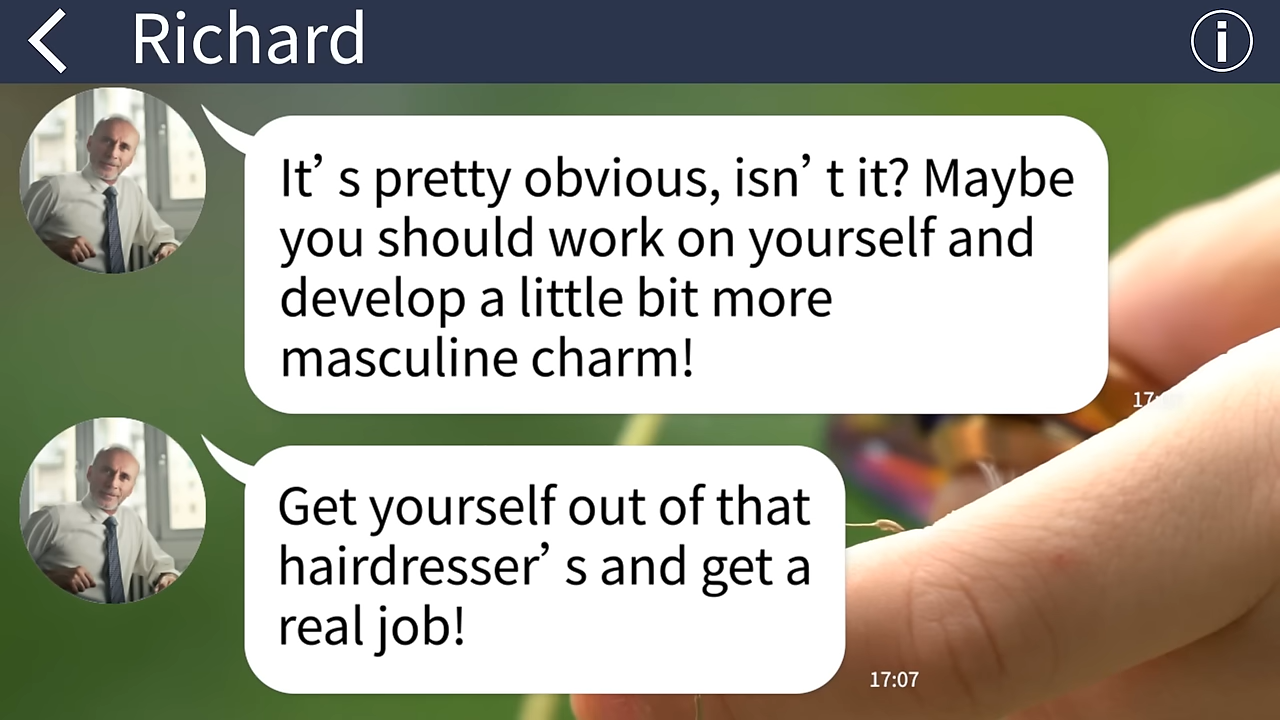 Richard
It’s pretty obvious, isn’t it? Maybe
you should work on yourself and
develop a little bit more
masculine charm!
Get yourself out of that
hairdresser’s and get a
real job!
17:07